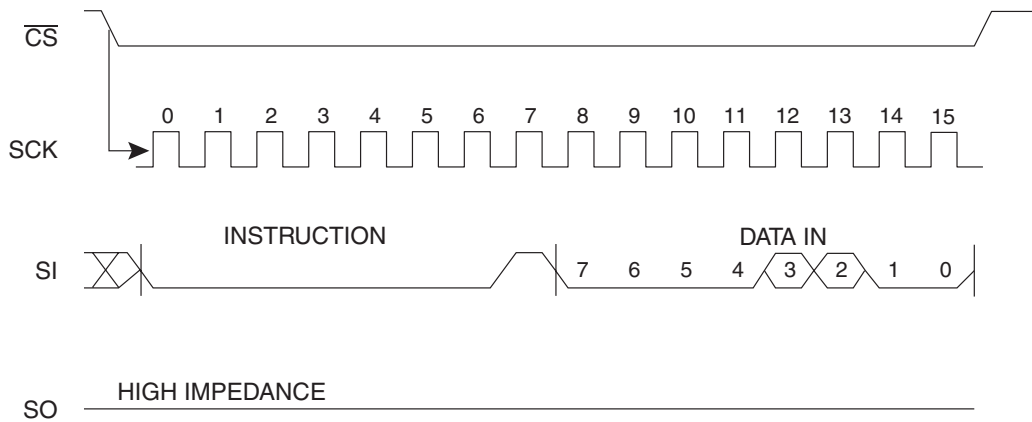 CS
0 1 2 3 4 5 6 7 8 9 10 11 12 13 14 15
SCK
INSTRUCTION DATA IN
SI 7 6 5 4 3 2 1 0
HIGH IMPEDANCE
SO